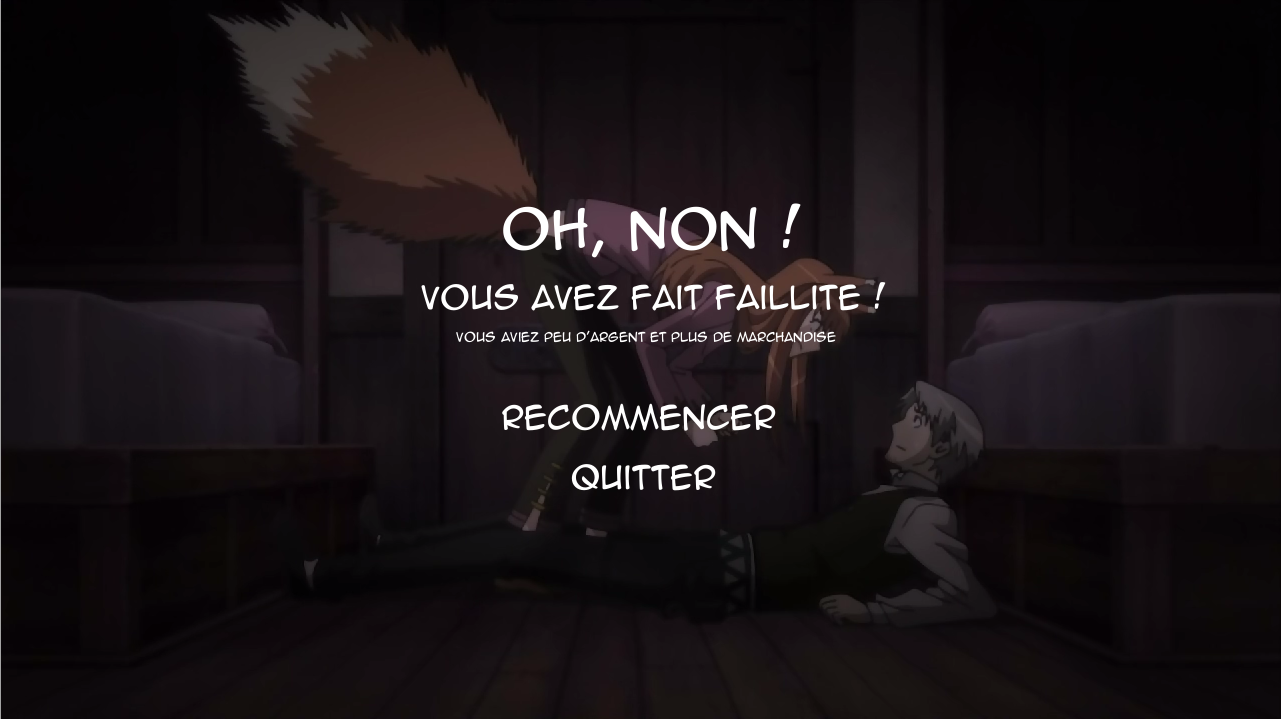 OH, NON !
VOUS AVEZ FAIT FAILLITE !
VOUS AVIEZ PEU D'ARGENT ET PLUS DE MARCHANDISE
RECOMMENCER
QUITTER